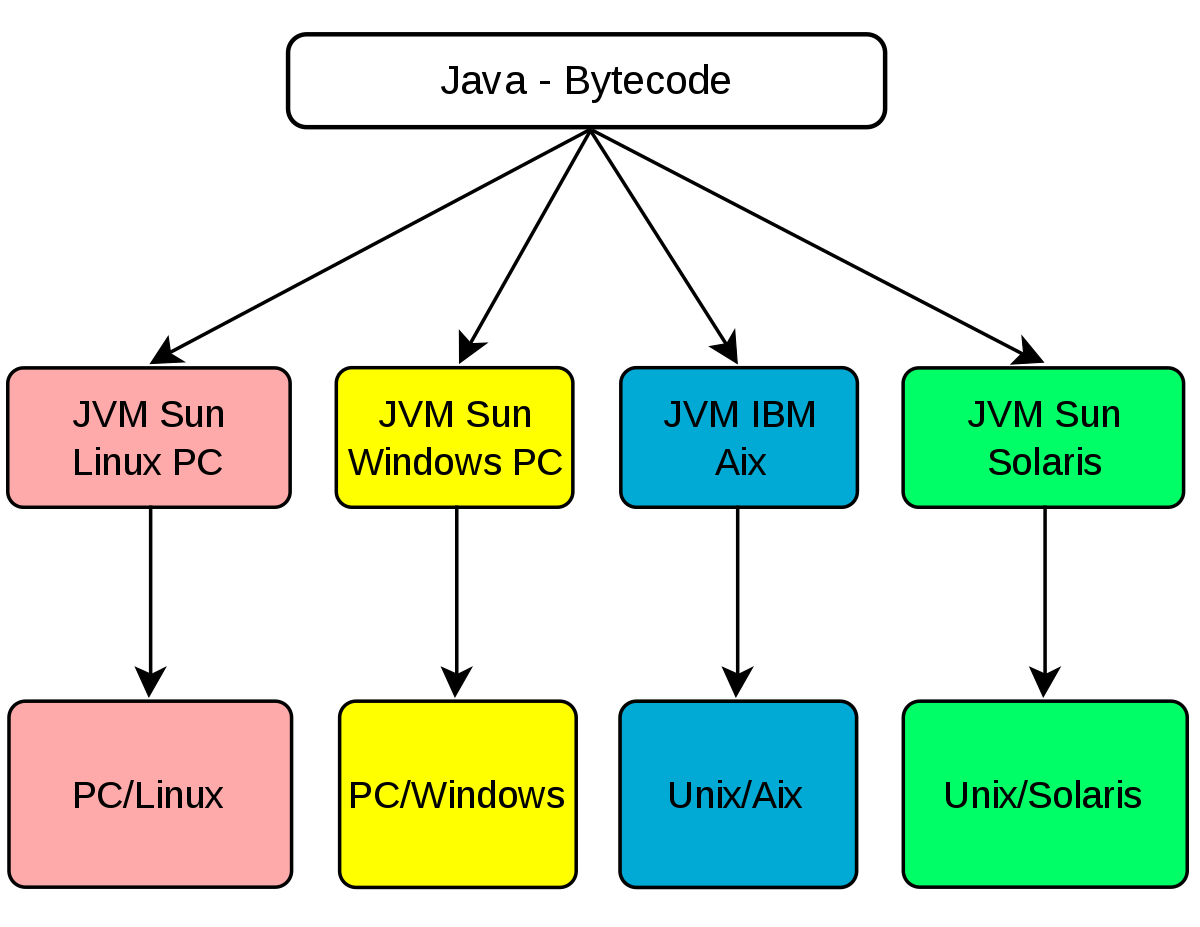 Java - Bytecode
JVM Sun
Linux PC
JVM Sun
Windows PC
JVM IBM
Aix
JVM Sun
Solaris
PC/Linux
PC/Windows
Unix/Aix
Unix/Solaris